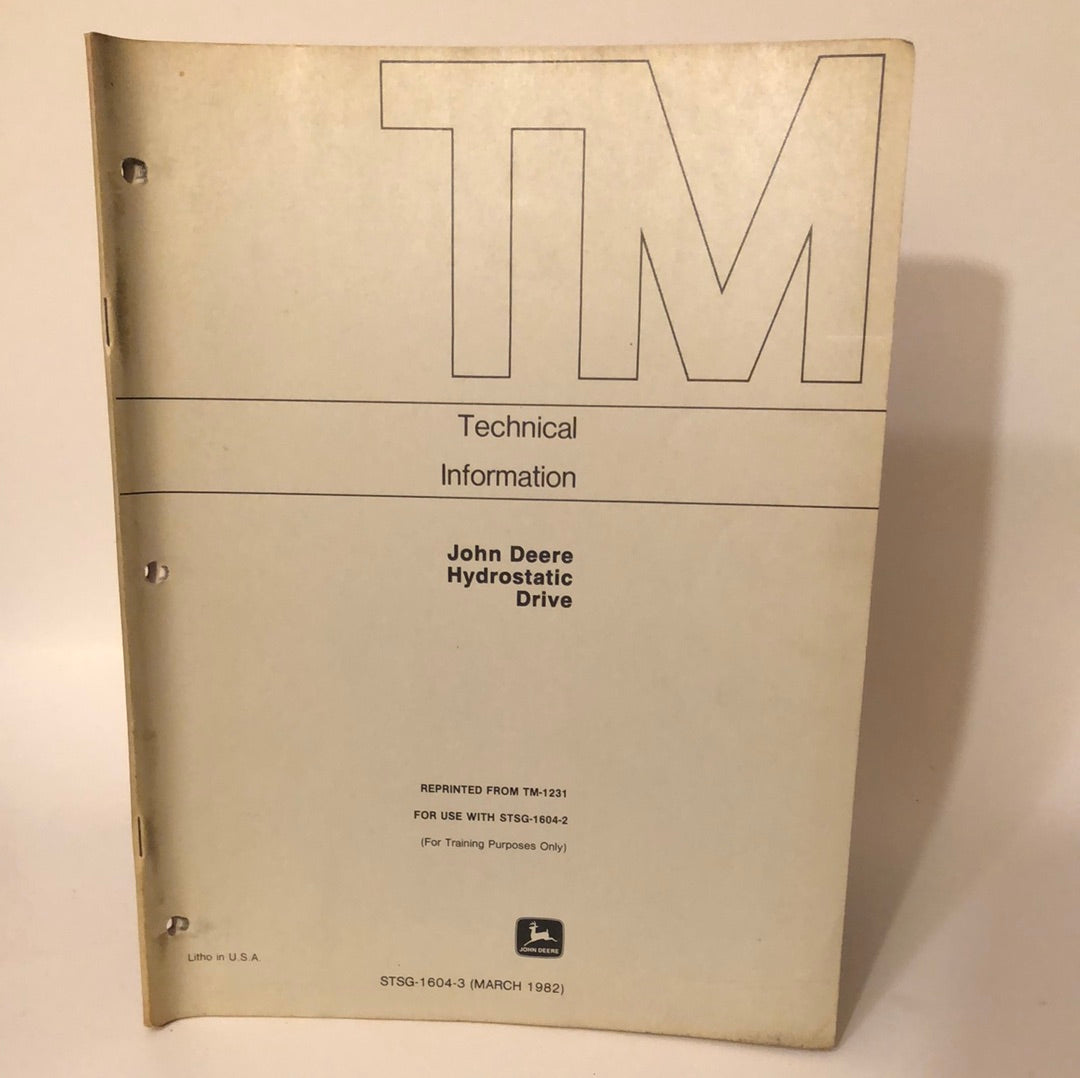 TM
Technical
Information
John Deere
Hydrostatic
Drive
REPRINTED FROM TM-1231
FOR USE WITH STSG-1604-2
(For Training Purposes Only)
JOHN DEERE
Litho in U.S.A.
STSG-1604-3 (MARCH 1982)